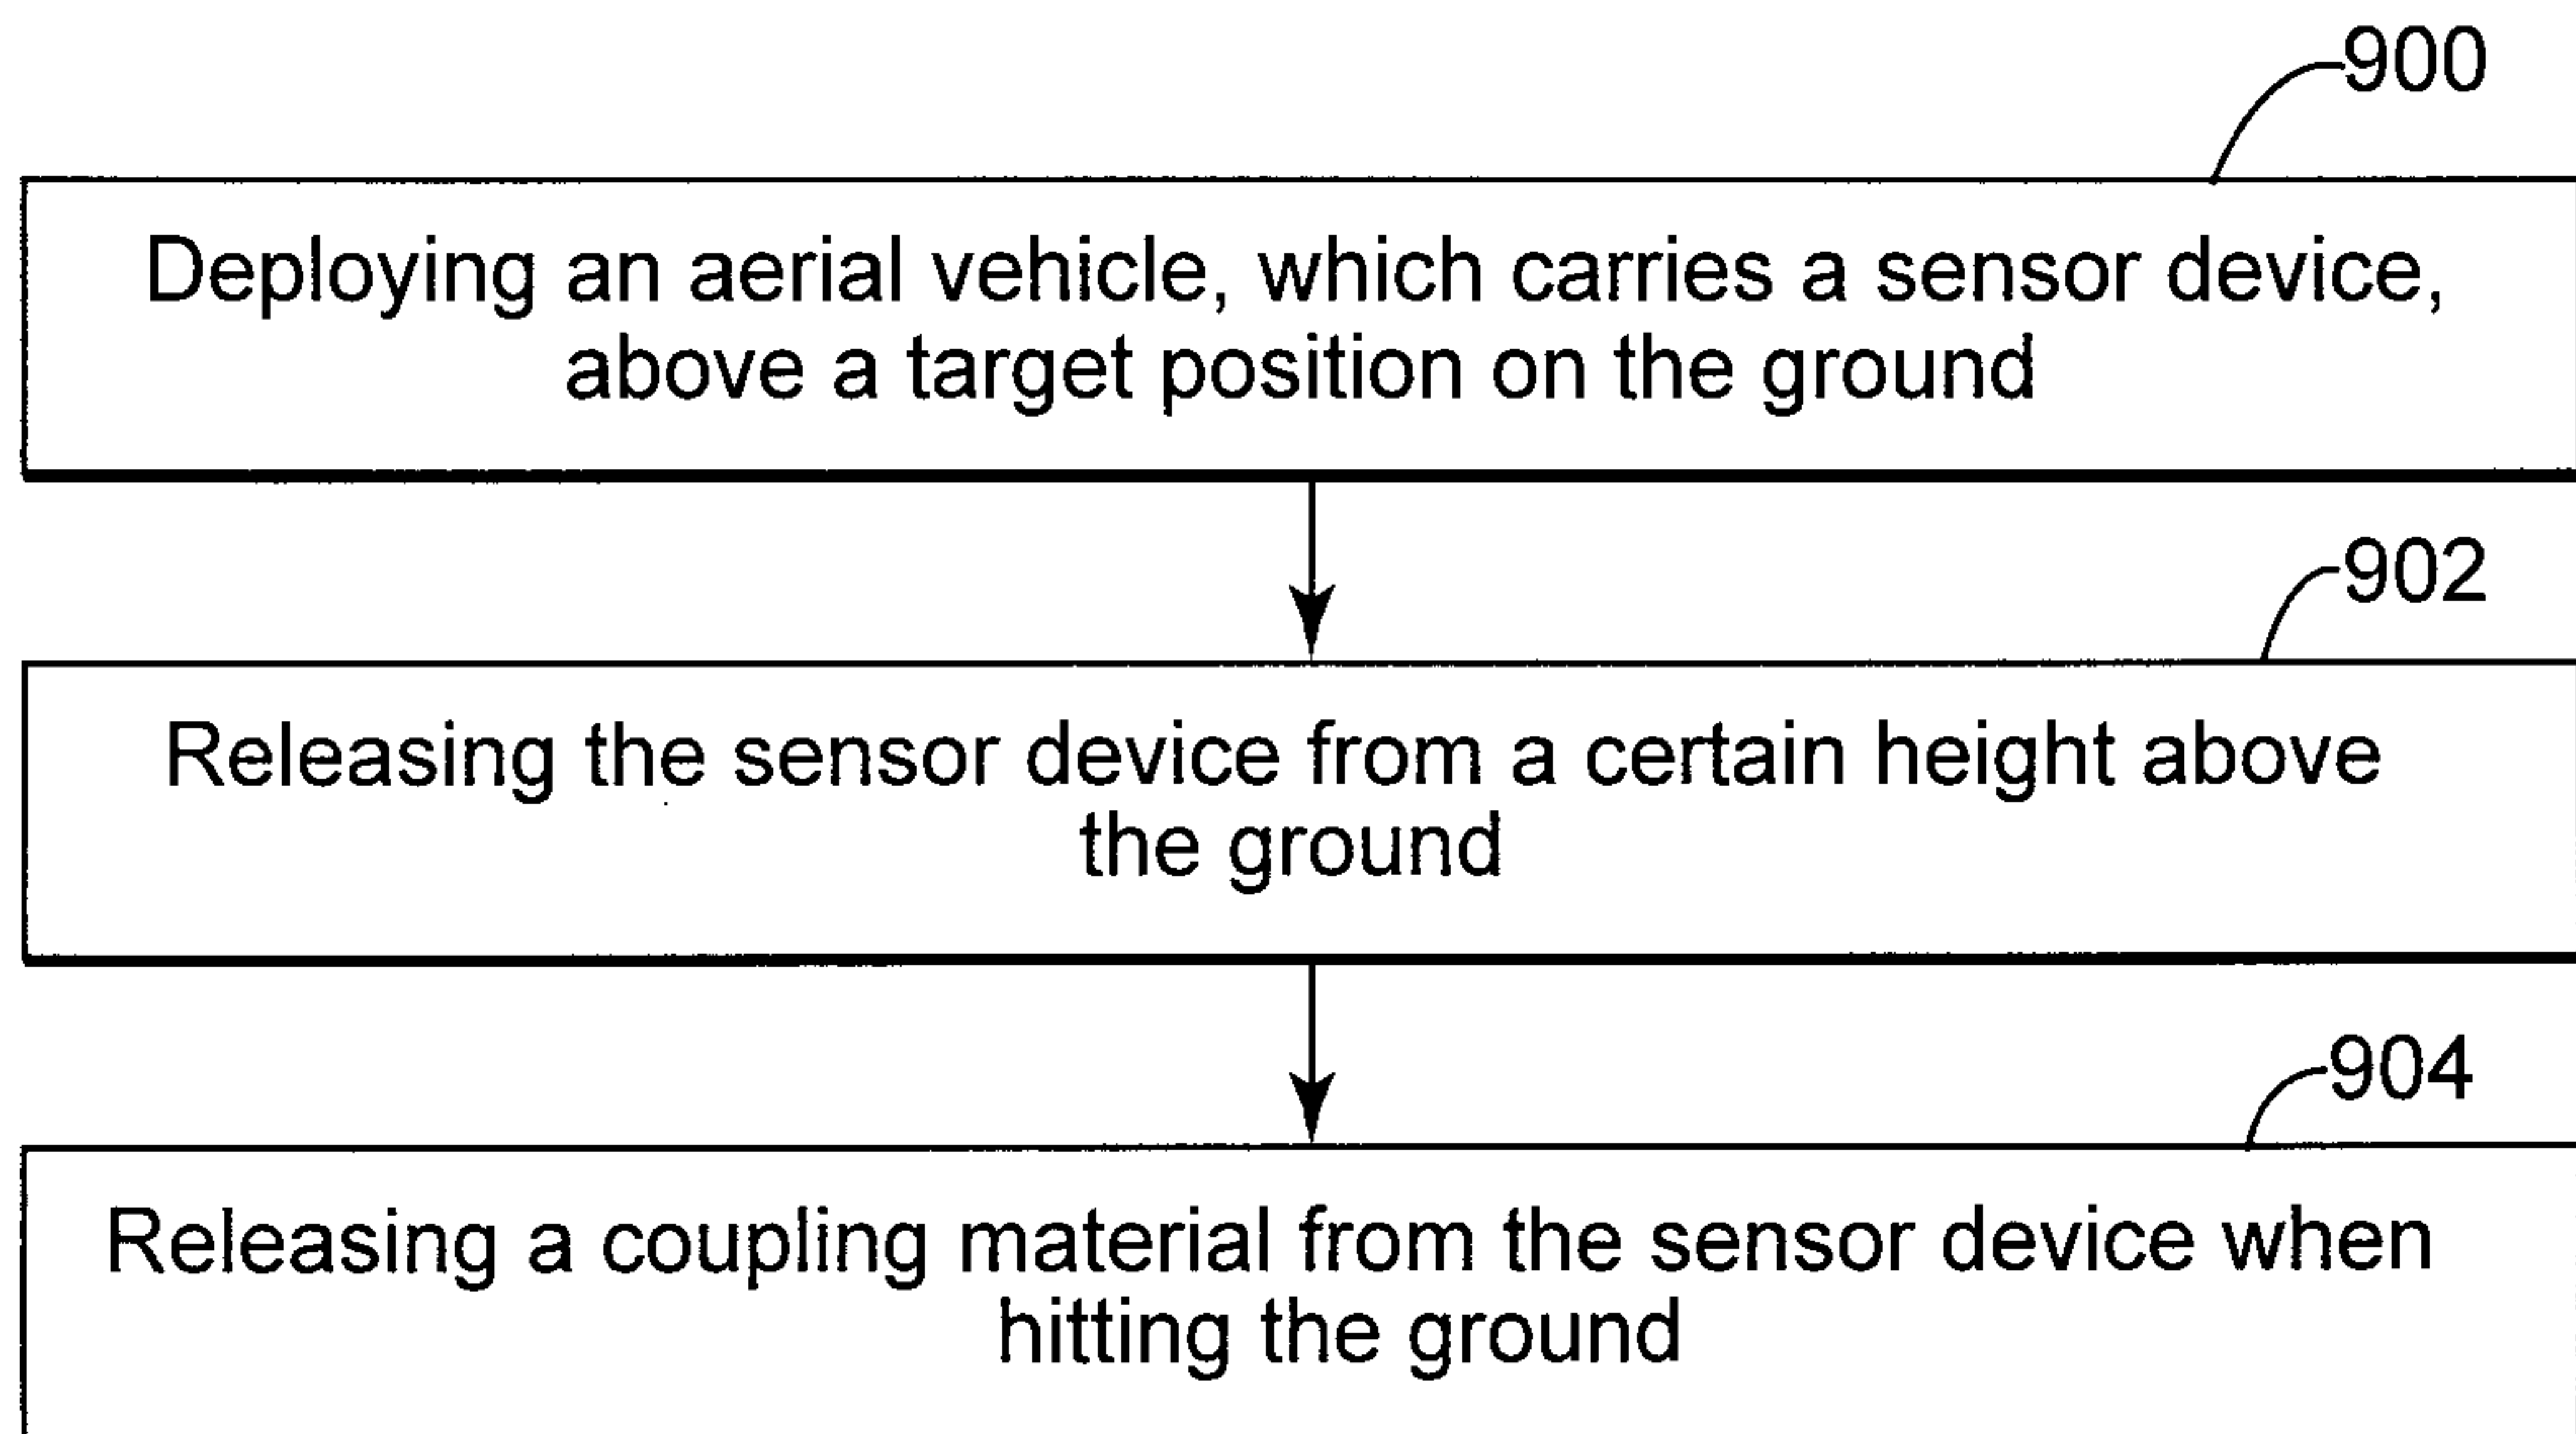 900
Deploying an aerial vehicle, which carries a sensor device,
above a target position on the ground
902
Releasing the sensor device from a certain height above
the ground
904
Releasing a coupling material from the sensor device when
hitting the ground